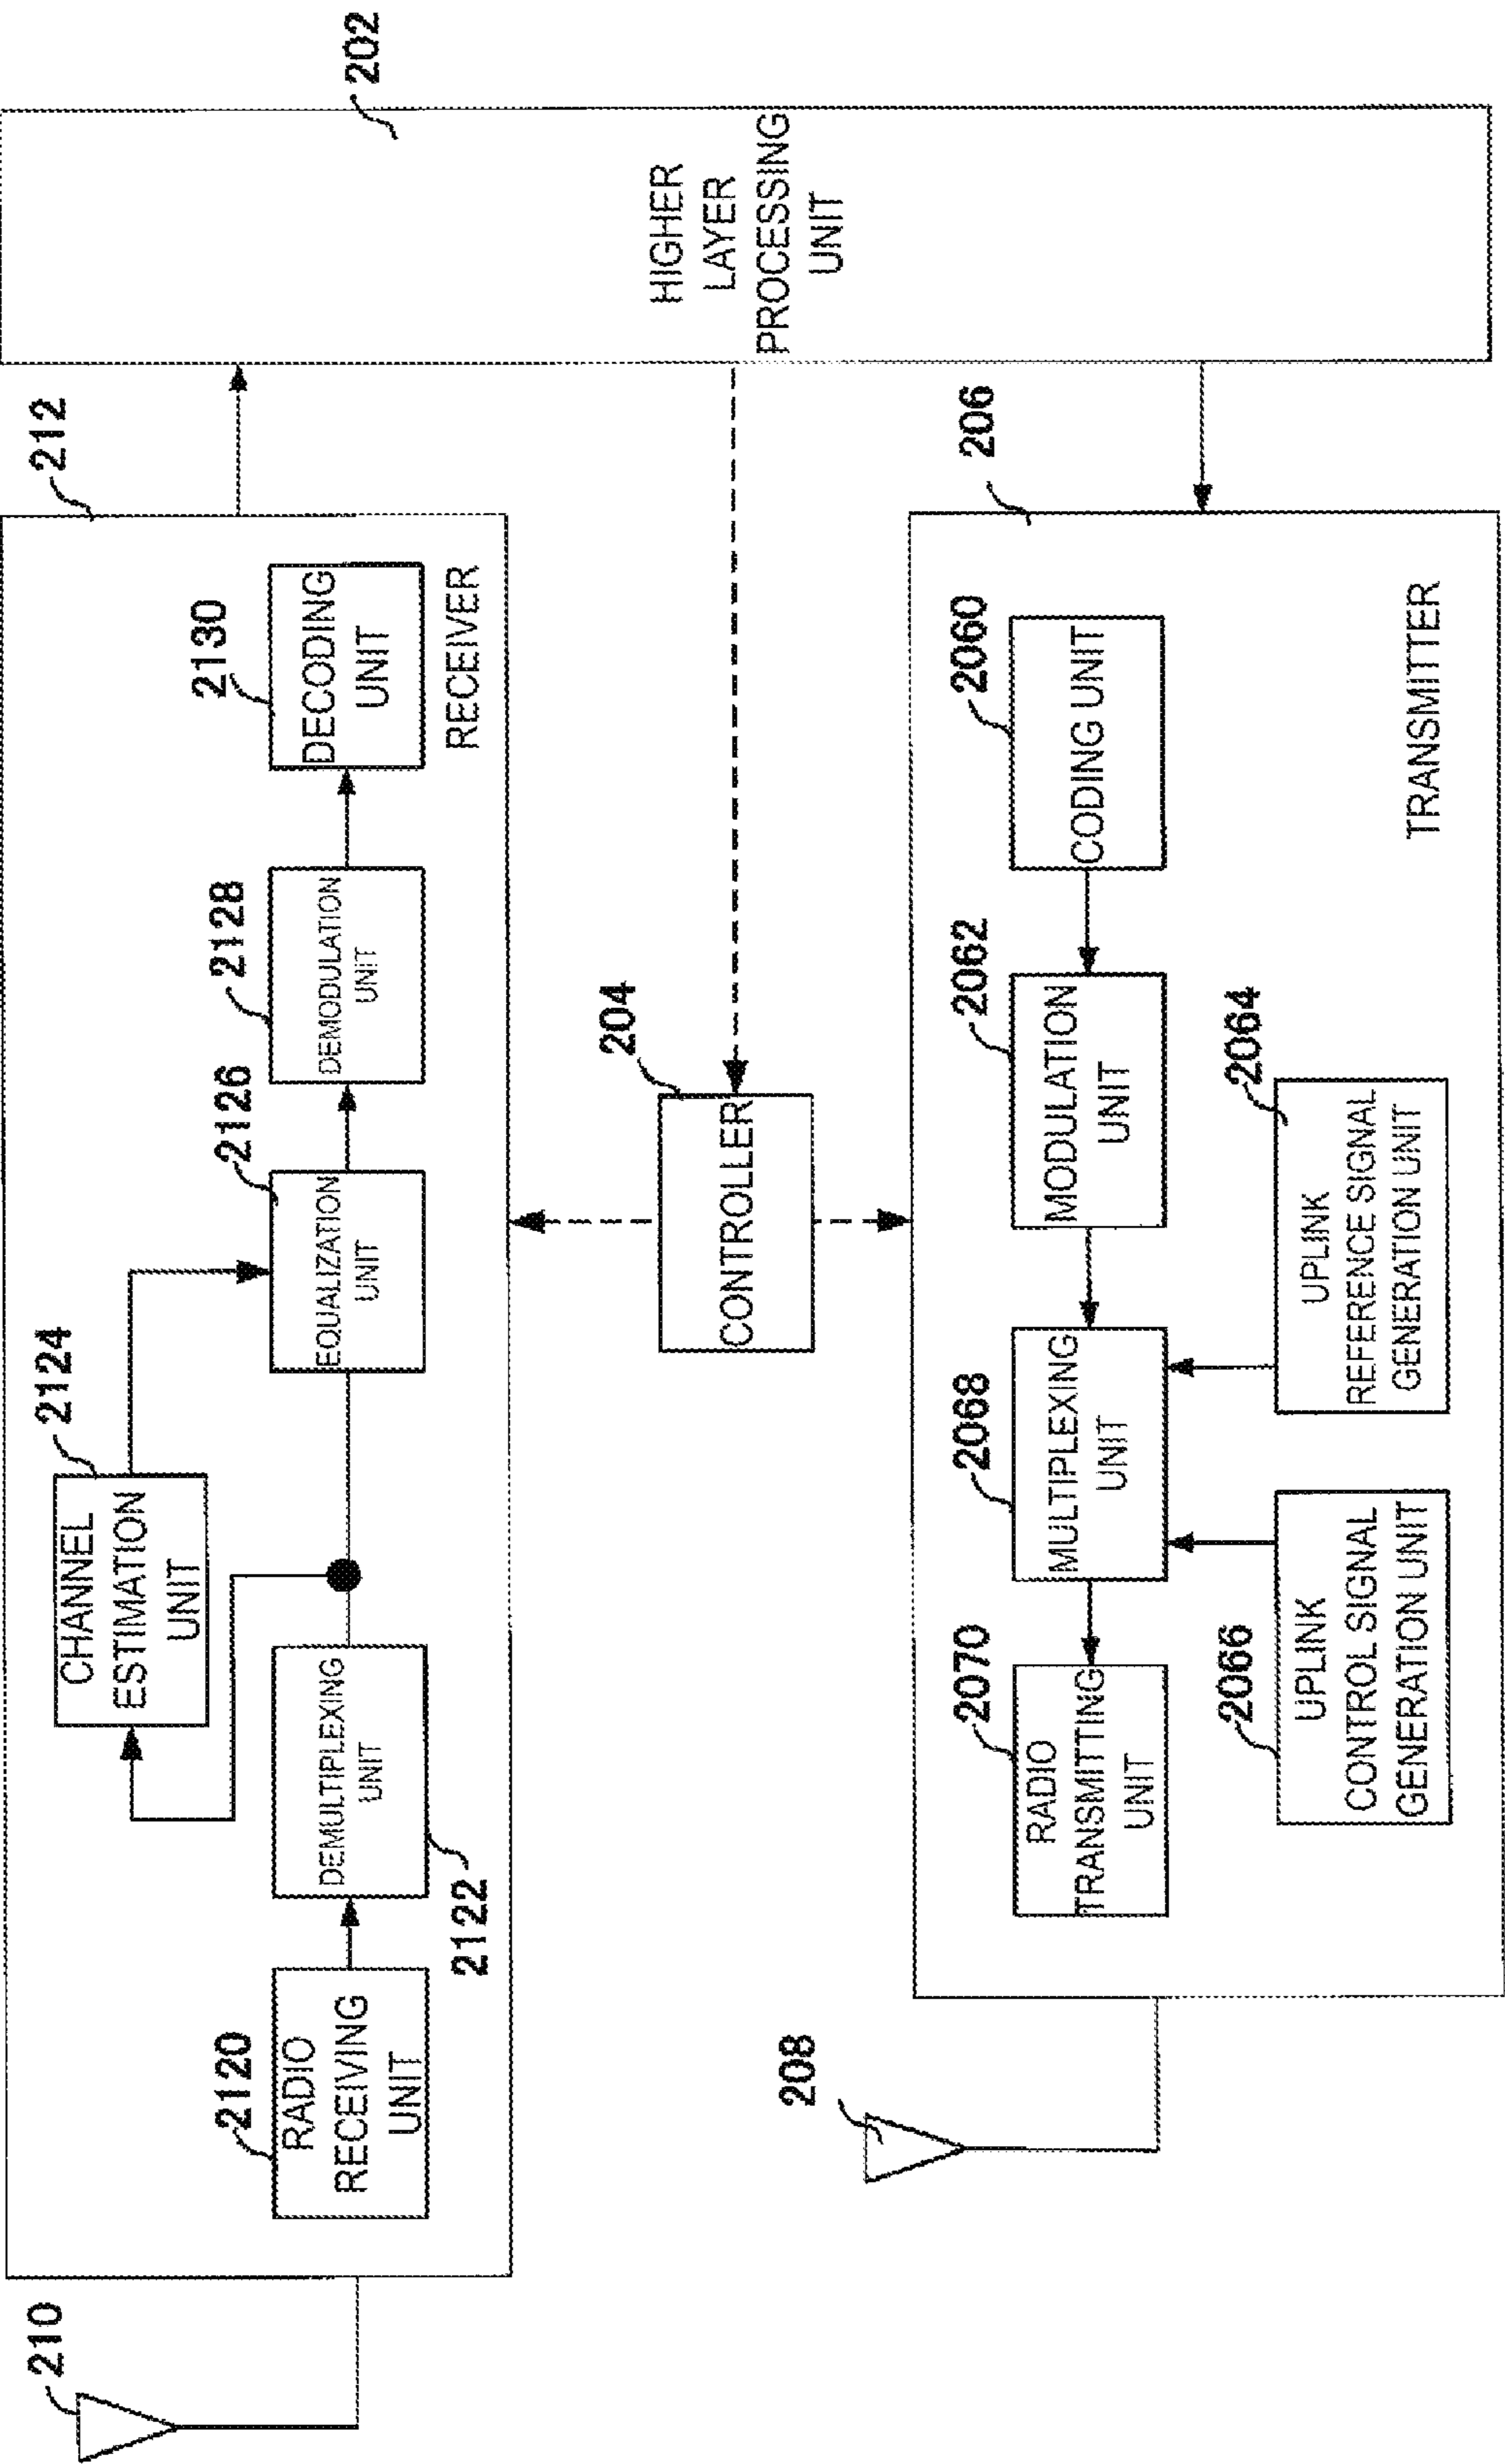 210
212
202
2120
RADIO
RECEIVING
UNIT
2122
DEMULTIPLEXING
UNIT
2124
CHANNEL
ESTIMATION
UNIT
2126
EQUALIZATION
UNIT
2128
DEMODULATION
UNIT
2130
DECODING
UNIT
RECEIVER
HIGHER
LAYER
PROCESSING
UNIT
204
CONTROLLER
208
206
2070
RADIO
TRANSMITTING
UNIT
2068
MULTIPLEXING
UNIT
2062
MODULATION
UNIT
2060
CODING UNIT
2066
UPLINK
CONTROL SIGNAL
GENERATION UNIT
2064
UPLINK
REFERENCE SIGNAL
GENERATION UNIT
TRANSMITTER